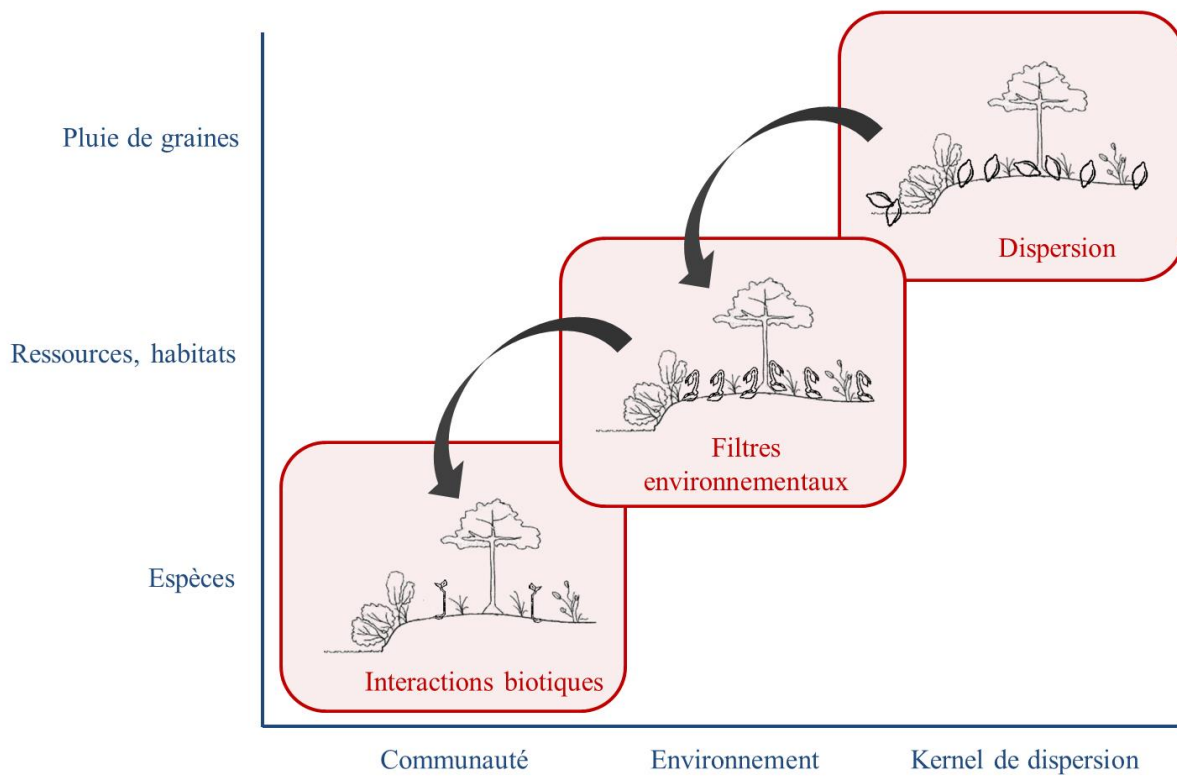 Pluie de graines
Dispersion
Ressources, habitats
Filtres
environnementaux
Espèces
Interactions biotiques
Communauté
Environnement
Kernel de dispersion